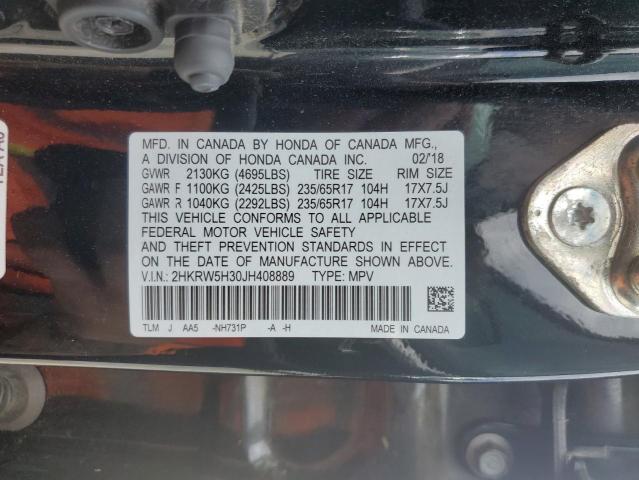 MFD. IN CANADA BY HONDA OF CANADA MFG.,
A DIVISION OF HONDA CANADA INC. 02/'18
GVWR 2130KG (4695LBS) TIRE SIZE RIM SIZE
GAWR F 1100KG (2425LBS) 235/65R17 104H 17X7.5J
GAWR R 1040KG (2292LBS) 235/65R17 104H 17X7.5J
THIS VEHICLE CONFORMS TO ALL APPLICABLE
FEDERAL MOTOR VEHICLE SAFETY
AND THEFT PREVENTION STANDARDS IN EFFECT
ON THE DATE OF MANUFACTURE SHOWN ABOVE.
V.I.N.: 2HKRW5H30JH408889 TYPE: MPV
TLM J AA5 -NH731P -A -H MADE IN CANADA